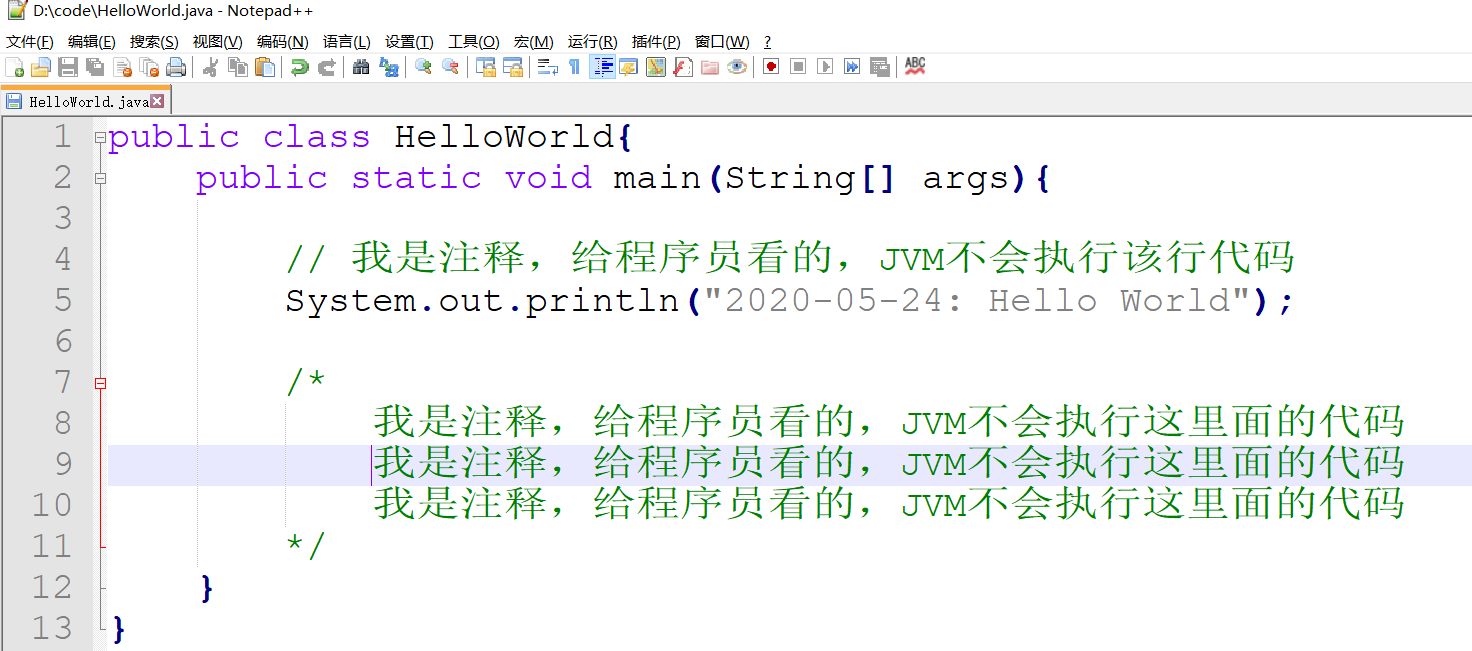 D:\code\HelloWorld.java - Notepad++
文件(F) 编辑(E) 搜索(S) 视图(V) 编码(N) 语言(L) 设置(T) 工具(O) 宏(M) 运行(R) 插件(P) 窗口(W) ?
ABC
HelloWorld.java
1 public class HelloWorld{
2 public static void main(String[] args){
3
4 // 我是注释，给程序员看的，JVM不会执行该行代码
5 System.out.println("2020-05-24: Hello World");
6
7 /*
8 我是注释，给程序员看的，JVM不会执行这里面的代码
9 我是注释，给程序员看的，JVM不会执行这里面的代码
10 我是注释，给程序员看的，JVM不会执行这里面的代码
11 */
12 }
13 }